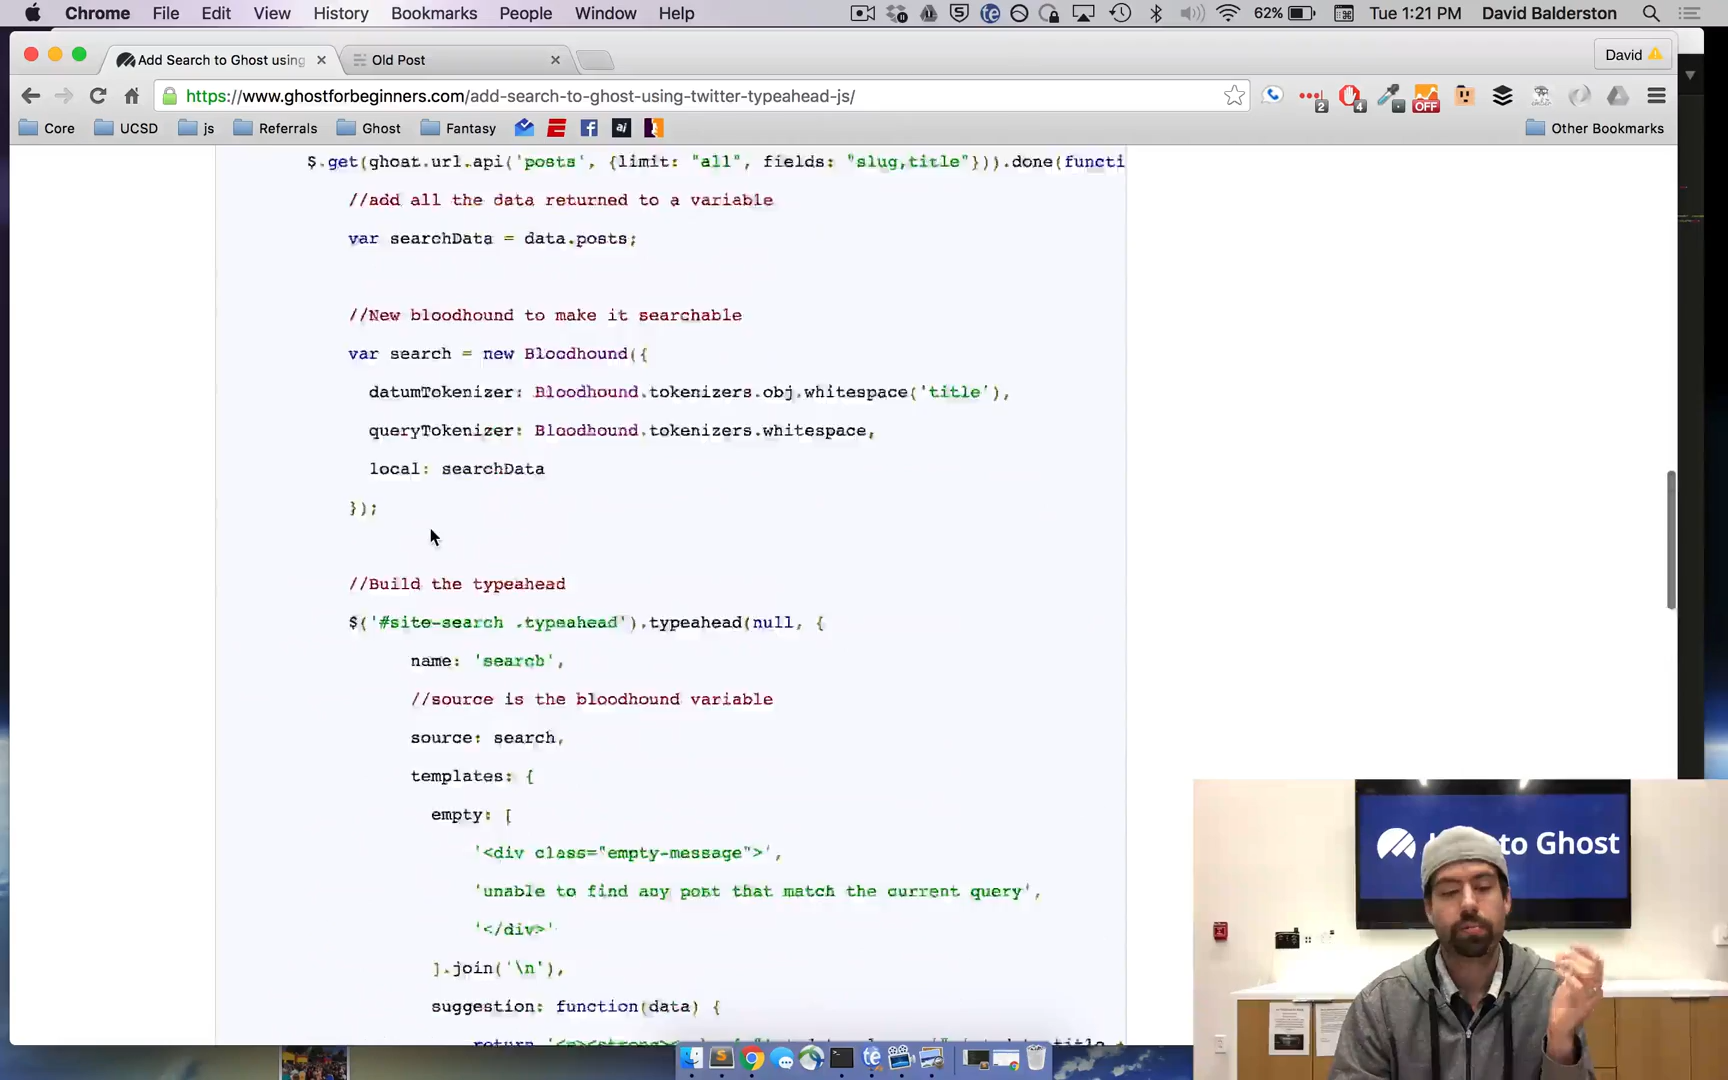 Chrome File Edit View History Bookmarks People Window Help 62% Tue 1:21 PM David Balderston
Add Search to Ghost using Old Post David
https://www.ghostforbeginners.com/add-search-to-ghost-using-twitter-typeahead-js/
Core UCSD js Referrals Ghost Fantasy Other Bookmarks
$.get(ghost.url.api('posts', {limit: "all", fields: "slug,title"})).done(functi
//add all the data returned to a variable
var searchData = data.posts;
//New bloodhound to make it searchable
var search = new Bloodhound({
datumTokenizer: Bloodhound.tokenizers.obj.whitespace('title'),
queryTokenizer: Bloodhound.tokenizers.whitespace,
local: searchData
});
//Build the typeahead
$('#site-search .typeahead').typeahead(null, {
name: 'search',
//source is the bloodhound variable
source: search,
templates: {
empty: [
'<div class="empty-message">',
'unable to find any post that match the current query',
'</div>'
].join('\n'),
suggestion: function(data) {
to Ghost